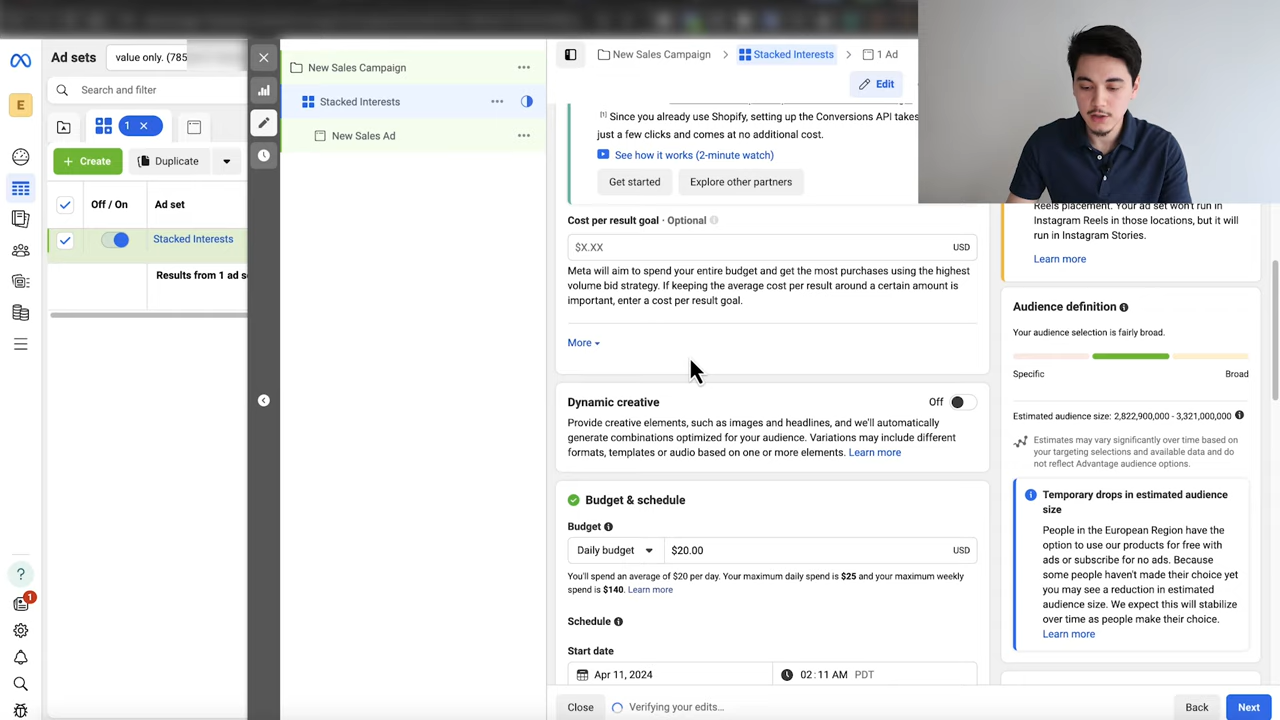 Ad sets
value only. (785
Search and filter
1
+ Create
Duplicate
Off / On
Ad set
Stacked Interests
Results from 1 ad s
E
?
1
New Sales Campaign
Stacked Interests
New Sales Ad
New Sales Campaign > Stacked Interests > 1 Ad
Edit
[1] Since you already use Shopify, setting up the Conversions API takes
just a few clicks and comes at no additional cost.
See how it works (2-minute watch)
Get started
Explore other partners
Cost per result goal · Optional
$X.XX
USD
Meta will aim to spend your entire budget and get the most purchases using the highest
volume bid strategy. If keeping the average cost per result around a certain amount is
important, enter a cost per result goal.
More
Dynamic creative
Off
Provide creative elements, such as images and headlines, and we'll automatically
generate combinations optimized for your audience. Variations may include different
formats, templates or audio based on one or more elements. Learn more
Budget & schedule
Budget
Daily budget
$20.00
USD
You'll spend an average of $20 per day. Your maximum daily spend is $25 and your maximum weekly
spend is $140. Learn more
Schedule
Start date
Apr 11, 2024
02:11 AM PDT
Close
Verifying your edits…
Back
Next
Reels placement. Your ad set won't run in
Instagram Reels in those locations, but it will
run in Instagram Stories.
Learn more
Audience definition
Your audience selection is fairly broad.
Specific
Broad
Estimated audience size: 2,822,900,000 - 3,321,000,000
Estimates may vary significantly over time based on
your targeting selections and available data and do
not reflect Advantage audience options.
Temporary drops in estimated audience
size
People in the European Region have the
option to use our products for free with
ads or subscribe for no ads. Because
some people haven't made their choice yet
you may see a reduction in estimated
audience size. We expect this will stabilize
over time as people make their choice.
Learn more